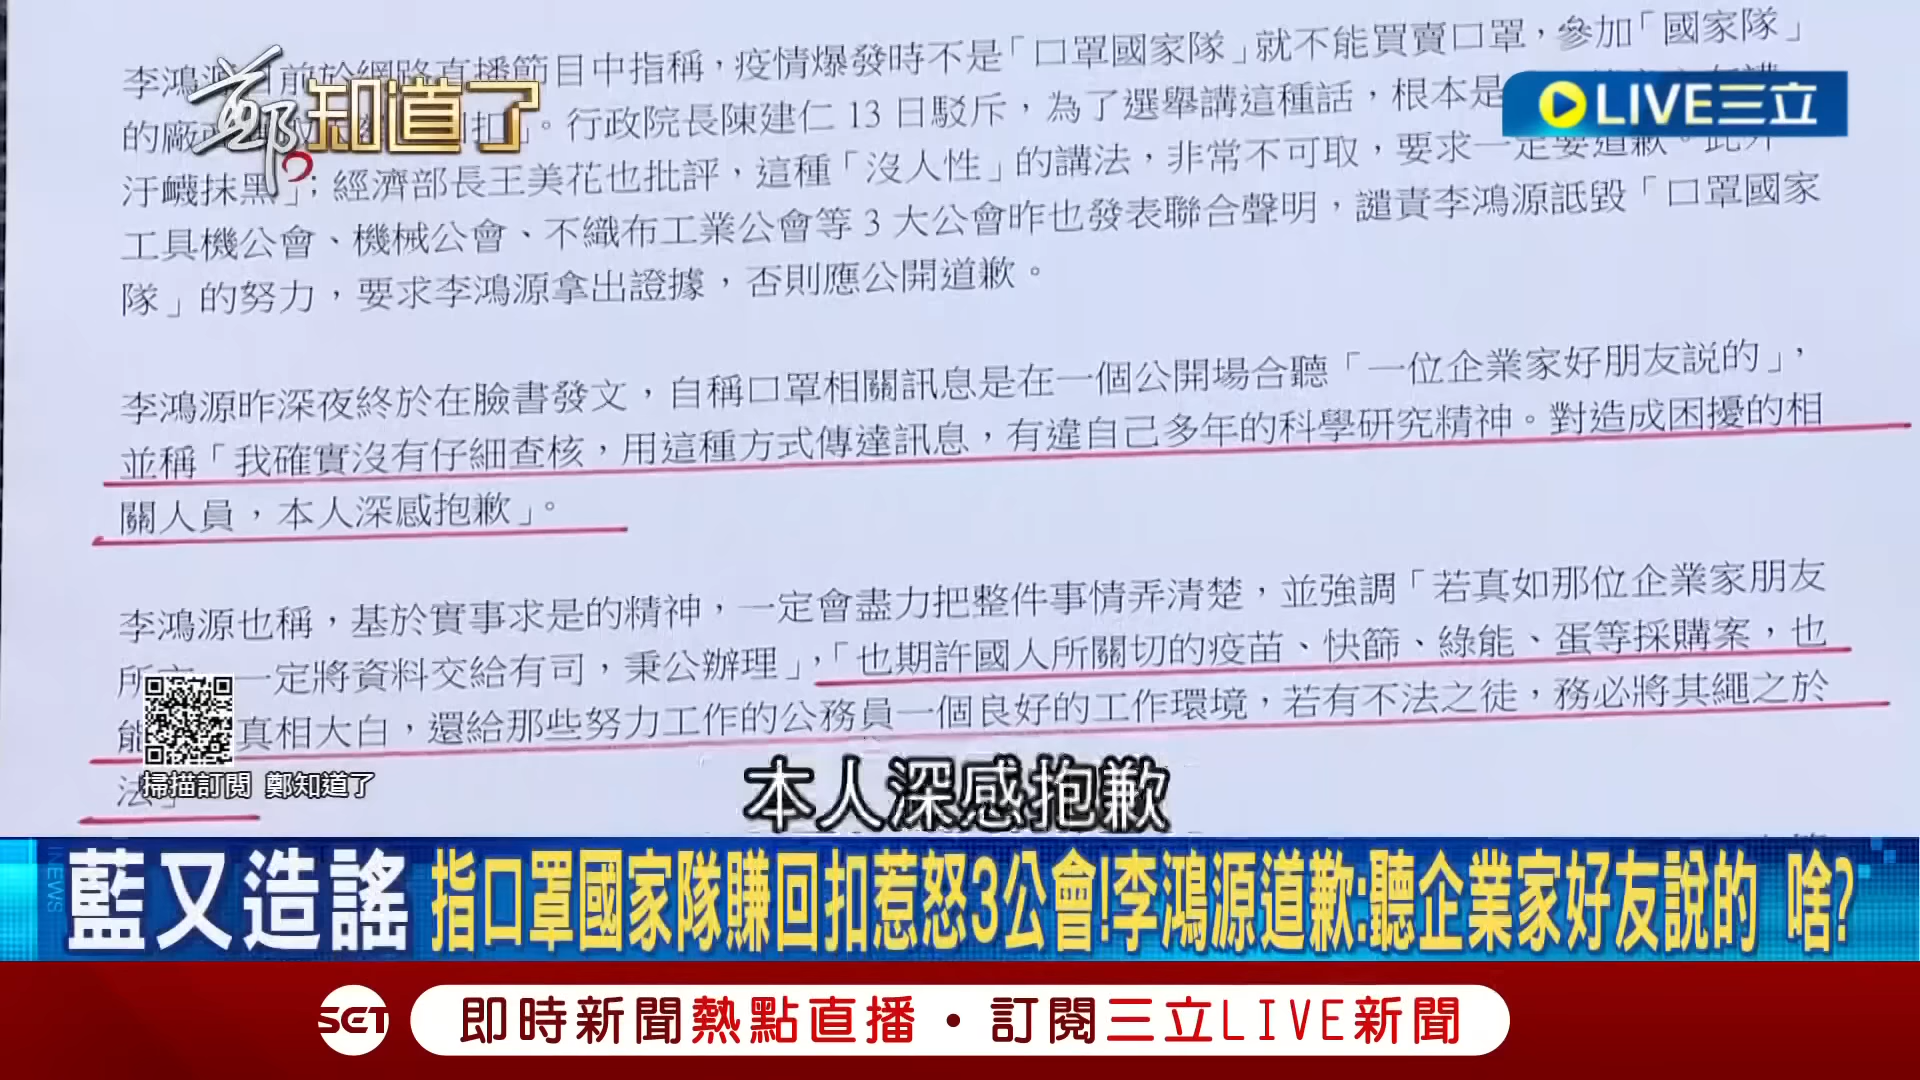 李鴻源日前於網路直播節目中指稱，疫情爆發時不是「口罩國家隊」就不能買賣口罩，參加「國家隊」
的廠商
扣」。行政院長陳建仁 13 日駁斥，為了選舉講這種話，根本是
汙衊抹黑」；經濟部長王美花也批評，這種「沒人性」的講法，非常不可取，要求一定要道歉。此外
工具機公會、機械公會、不織布工業公會等 3 大公會昨也發表聯合聲明，譴責李鴻源詆毀「口罩國家
隊」的努力，要求李鴻源拿出證據，否則應公開道歉。
李鴻源昨深夜終於在臉書發文，自稱口罩相關訊息是在一個公開場合聽「一位企業家好朋友説的」，
並稱「我確實沒有仔細查核，用這種方式傳達訊息，有違自己多年的科學研究精神。對造成困擾的相
關人員，本人深感抱歉」。
李鴻源也稱，基於實事求是的精神，一定會盡力把整件事情弄清楚，並強調「若真如那位企業家朋友
所
一定將資料交給有司，秉公辦理」，「也期許國人所關切的疫苗、快篩、綠能、蛋等採購案，也
能
真相大白，還給那些努力工作的公務員一個良好的工作環境，若有不法之徒，務必將其繩之於
法」
鄭知道了
LIVE三立
掃描訂閱 鄭知道了
本人深感抱歉
INEWS
藍又造謠 指口罩國家隊賺回扣惹怒3公會!李鴻源道歉:聽企業家好友說的 啥?
SET 即時新聞熱點直播・訂閱三立LIVE新聞